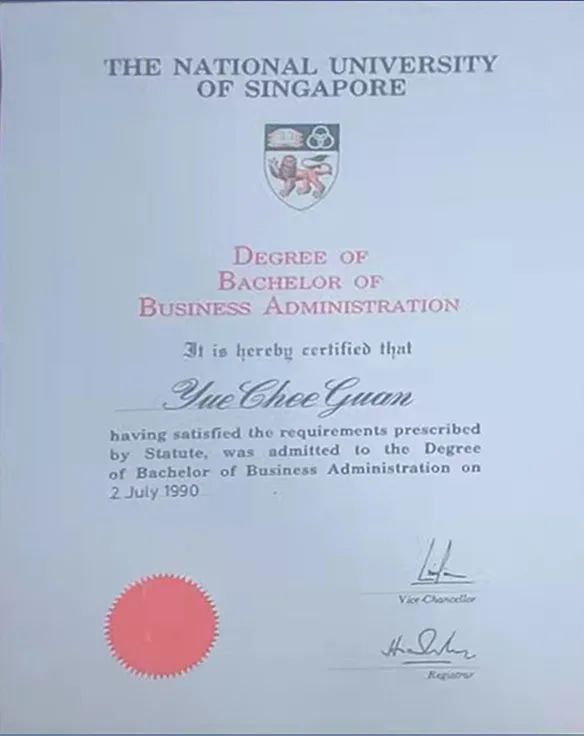 THE NATIONAL UNIVERSITY
OF SINGAPORE
DEGREE OF
BACHELOR OF
BUSINESS ADMINISTRATION
It is hereby certified that
Yue Chee Guan
having satisfied the requirements prescribed
by Statute, was admitted to the Degree
of Bachelor of Business Administration on
2 July 1990
Vice-Chancellor
Registrar